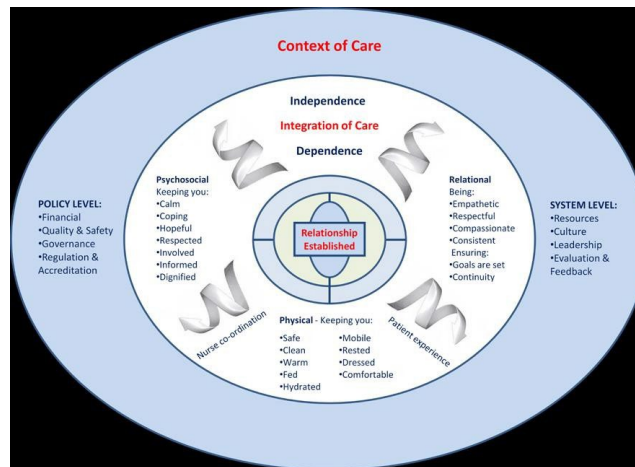 Context of Care
Independence
Integration of Care
Dependence
Psychosocial
Keeping you:
•Calm
•Coping
•Hopeful
•Respected
•Involved
•Informed
•Dignified
Relational
Being:
•Empathetic
•Respectful
•Compassionate
•Consistent
Ensuring:
•Goals are set
•Continuity
POLICY LEVEL:
•Financial
•Quality & Safety
•Governance
•Regulation &
Accreditation
SYSTEM LEVEL:
•Resources
•Culture
•Leadership
•Evaluation &
Feedback
Relationship
Established
Nurse co-ordination
Patient experience
Physical - Keeping you:
•Safe
•Clean
•Warm
•Fed
•Hydrated
•Mobile
•Rested
•Dressed
•Comfortable